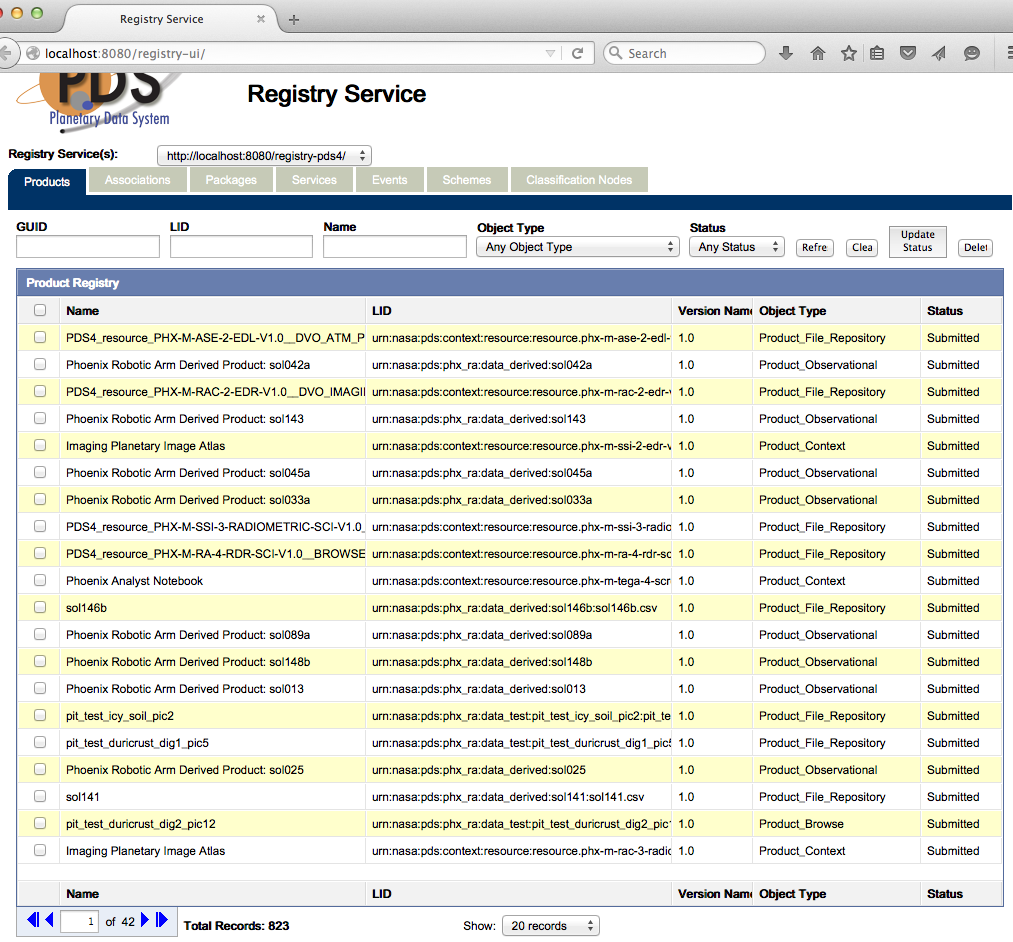 Registry Service
localhost:8080/registry-ui/
Search
PDS
Planetary Data System
Registry Service
Registry Service(s):
http://localhost:8080/registry-pds4/
Products Associations Packages Services Events Schemes Classification Nodes
GUID LID Name Object Type Status
Any Object Type Any Status Refre Clea Update Status Delet
Product Registry
Name LID Version Name Object Type Status
PDS4_resource_PHX-M-ASE-2-EDL-V1.0__DVO_ATM_P urn:nasa:pds:context:resource:resource.phx-m-ase-2-edl- 1.0 Product_File_Repository Submitted
Phoenix Robotic Arm Derived Product: sol042a urn:nasa:pds:phx_ra:data_derived:sol042a 1.0 Product_Observational Submitted
PDS4_resource_PHX-M-RAC-2-EDR-V1.0__DVO_IMAGI urn:nasa:pds:context:resource:resource.phx-m-rac-2-edr-v 1.0 Product_File_Repository Submitted
Phoenix Robotic Arm Derived Product: sol143 urn:nasa:pds:phx_ra:data_derived:sol143 1.0 Product_Observational Submitted
Imaging Planetary Image Atlas urn:nasa:pds:context:resource:resource.phx-m-ssi-2-edr-v 1.0 Product_Context Submitted
Phoenix Robotic Arm Derived Product: sol045a urn:nasa:pds:phx_ra:data_derived:sol045a 1.0 Product_Observational Submitted
Phoenix Robotic Arm Derived Product: sol033a urn:nasa:pds:phx_ra:data_derived:sol033a 1.0 Product_Observational Submitted
PDS4_resource_PHX-M-SSI-3-RADIOMETRIC-SCI-V1.0_ urn:nasa:pds:context:resource:resource.phx-m-ssi-3-radio 1.0 Product_File_Repository Submitted
PDS4_resource_PHX-M-RA-4-RDR-SCI-V1.0__BROWSE urn:nasa:pds:context:resource:resource.phx-m-ra-4-rdr-sc 1.0 Product_File_Repository Submitted
Phoenix Analyst Notebook urn:nasa:pds:context:resource:resource.phx-m-tega-4-scr 1.0 Product_Context Submitted
sol146b urn:nasa:pds:phx_ra:data_derived:sol146b:sol146b.csv 1.0 Product_File_Repository Submitted
Phoenix Robotic Arm Derived Product: sol089a urn:nasa:pds:phx_ra:data_derived:sol089a 1.0 Product_Observational Submitted
Phoenix Robotic Arm Derived Product: sol148b urn:nasa:pds:phx_ra:data_derived:sol148b 1.0 Product_Observational Submitted
Phoenix Robotic Arm Derived Product: sol013 urn:nasa:pds:phx_ra:data_derived:sol013 1.0 Product_Observational Submitted
pit_test_icy_soil_pic2 urn:nasa:pds:phx_ra:data_test:pit_test_icy_soil_pic2:pit_te 1.0 Product_File_Repository Submitted
pit_test_duricrust_dig1_pic5 urn:nasa:pds:phx_ra:data_test:pit_test_duricrust_dig1_pic5 1.0 Product_File_Repository Submitted
Phoenix Robotic Arm Derived Product: sol025 urn:nasa:pds:phx_ra:data_derived:sol025 1.0 Product_Observational Submitted
sol141 urn:nasa:pds:phx_ra:data_derived:sol141:sol141.csv 1.0 Product_File_Repository Submitted
pit_test_duricrust_dig2_pic12 urn:nasa:pds:phx_ra:data_test:pit_test_duricrust_dig2_pic1 1.0 Product_Browse Submitted
Imaging Planetary Image Atlas urn:nasa:pds:context:resource:resource.phx-m-rac-3-radio 1.0 Product_Context Submitted
Name LID Version Name Object Type Status
1 of 42 Total Records: 823 Show: 20 records